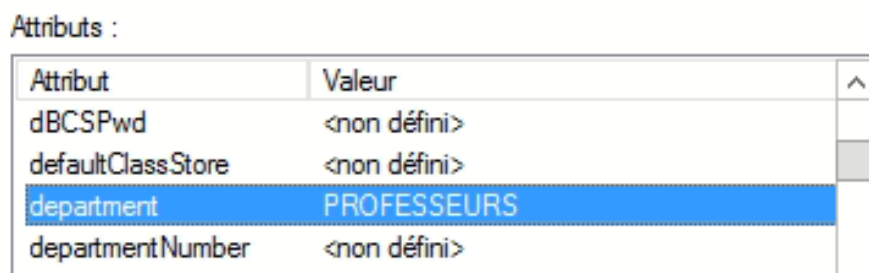 Attributs :
Attribut Valeur
dBCSPwd <non défini>
defaultClassStore <non défini>
department PROFESSEURS
departmentNumber <non défini>